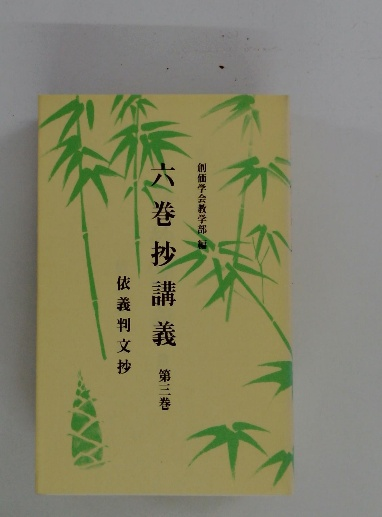 創価学会教学部 編
六巻抄講義 第三巻
依義判文抄